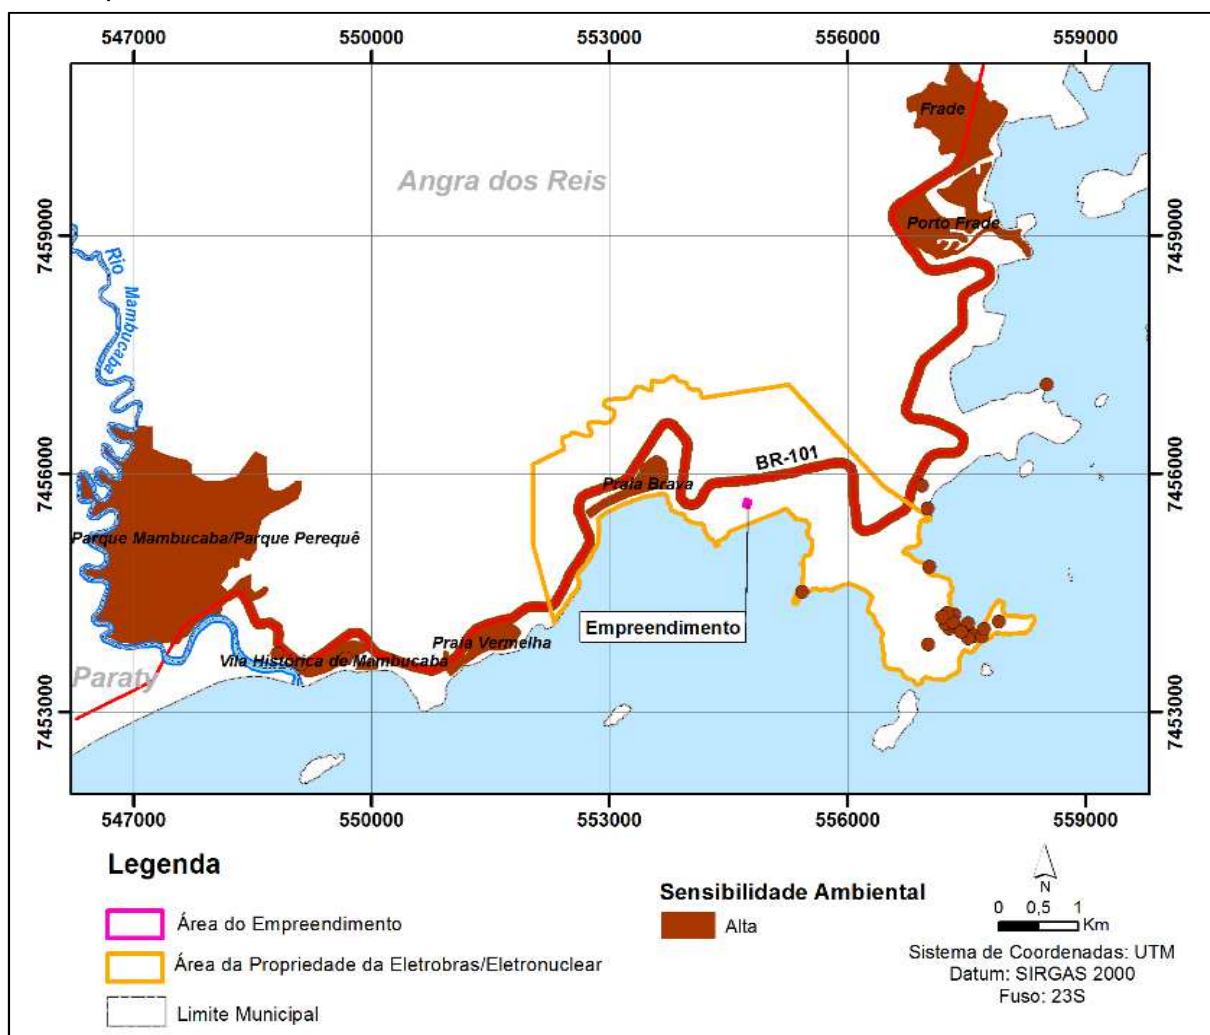 547000 550000 553000 556000 559000
Frade
Angra dos Reis
Porto Frade
7459000
7459000
Rio Mambucaba
BR-101
7456000
7456000
Praia Brava
Parque Mambucaba/Parque Perequê
Empreendimento
Praia Vermelha
Vila Histórica de Mambucaba
Paraty
7453000
7453000
547000 550000 553000 556000 559000
Legenda
Área do Empreendimento
Área da Propriedade da Eletrobras/Eletronuclear
Limite Municipal
Sensibilidade Ambiental
Alta
N
0 0,5 1
Km
Sistema de Coordenadas: UTM
Datum: SIRGAS 2000
Fuso: 23S